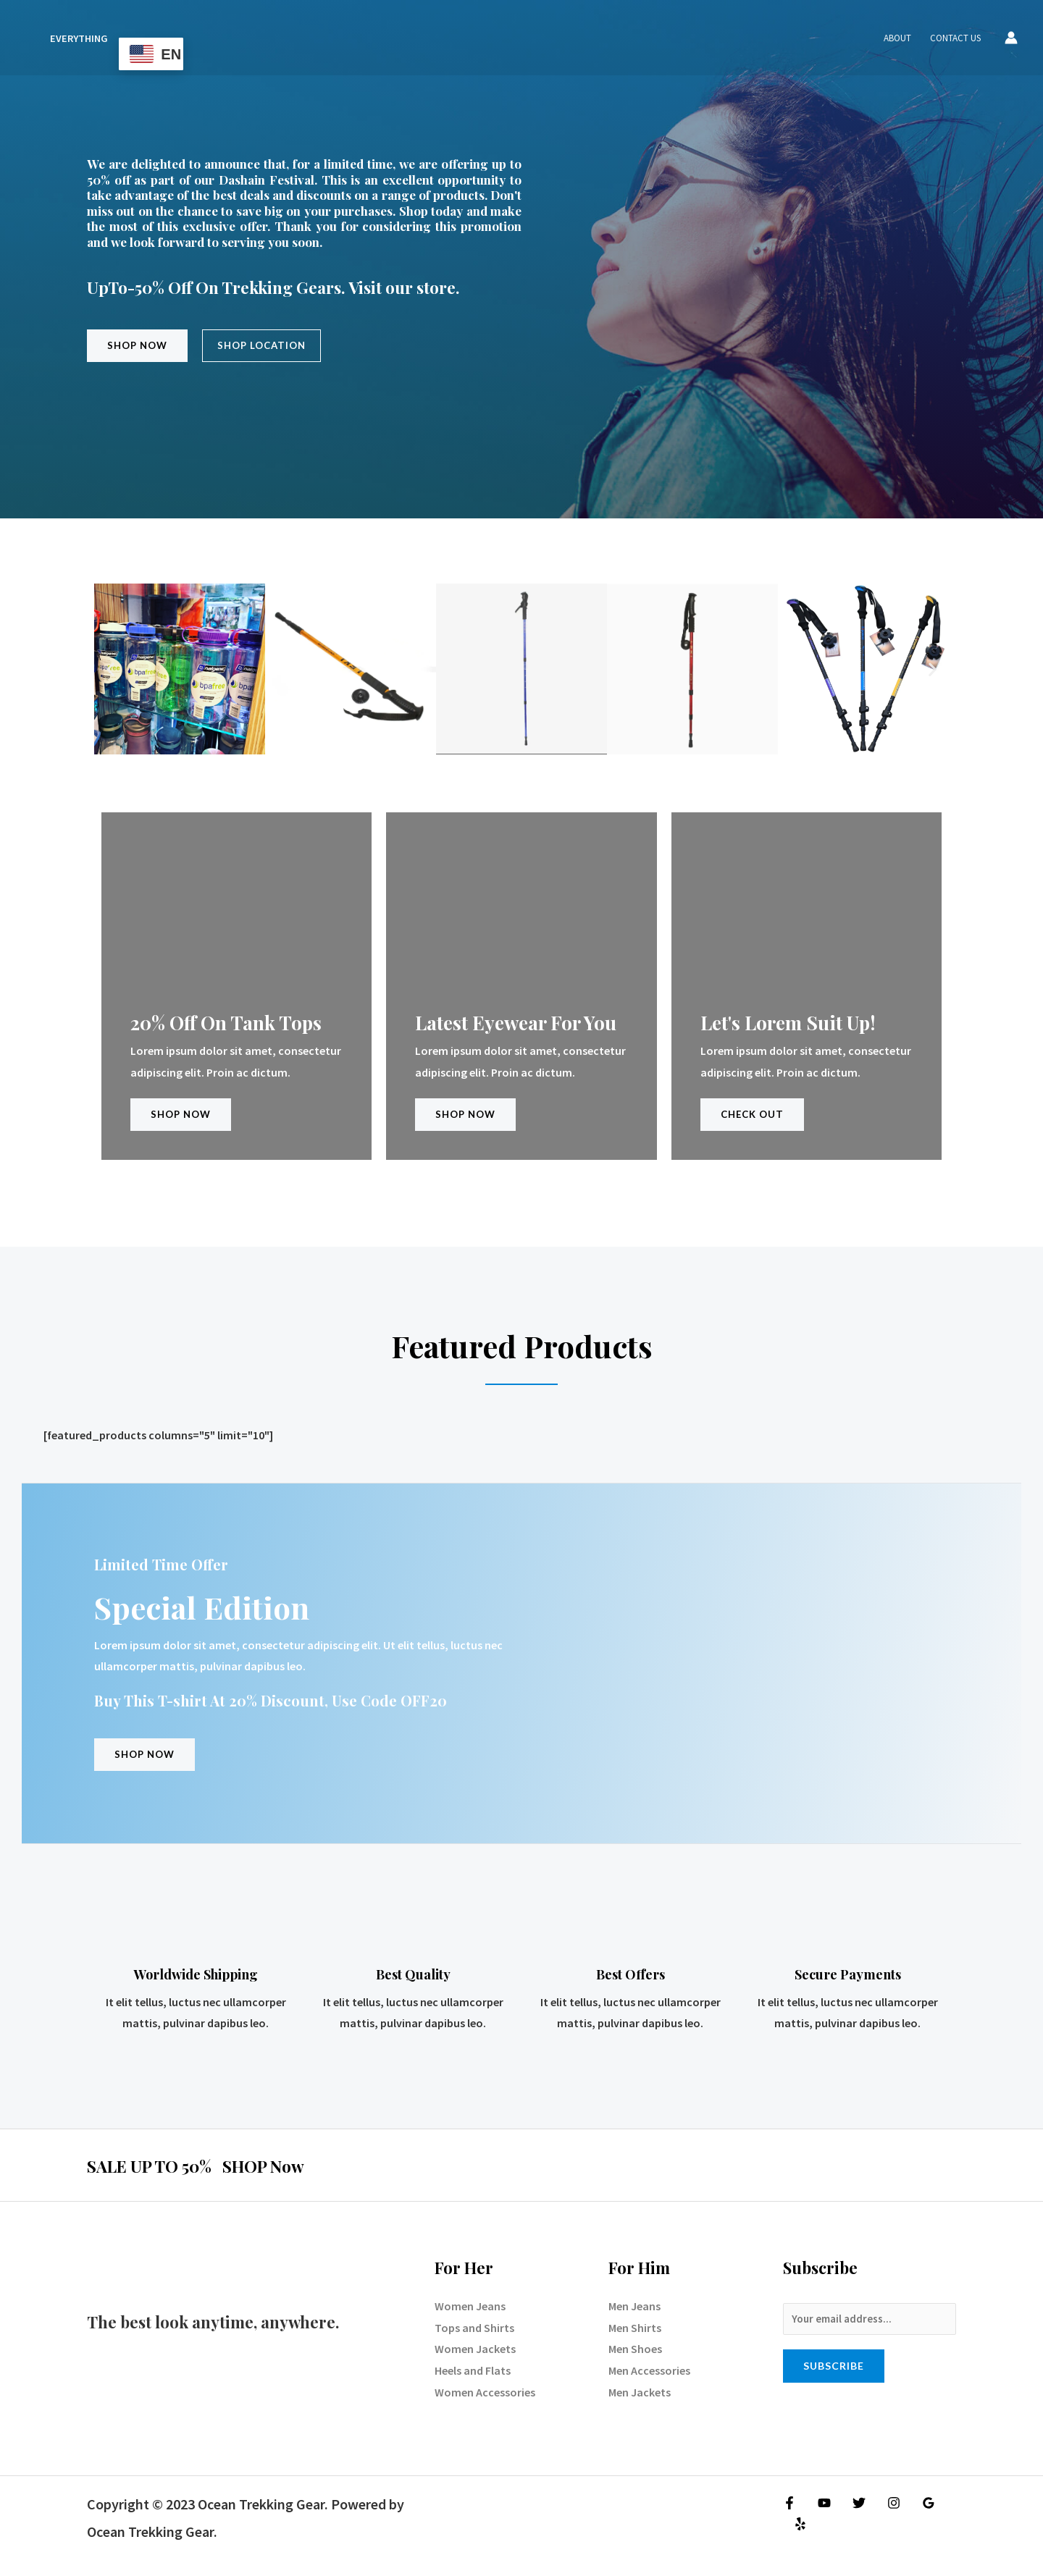 EVERYTHING
EN
ABOUT
CONTACT US
We are delighted to announce that, for a limited time, we are offering up to
50% off as part of our Dashain Festival. This is an excellent opportunity to
take advantage of the best deals and discounts on a range of products. Don't
miss out on the chance to save big on your purchases. Shop today and make
the most of this exclusive offer. Thank you for considering this promotion
and we look forward to serving you soon.
UpTo-50% Off On Trekking Gears. Visit our store.
SHOP NOW
SHOP LOCATION
bpafree
bpafree
bpafree
20% Off On Tank Tops
Lorem ipsum dolor sit amet, consectetur
adipiscing elit. Proin ac dictum.
SHOP NOW
Latest Eyewear For You
Lorem ipsum dolor sit amet, consectetur
adipiscing elit. Proin ac dictum.
SHOP NOW
Let's Lorem Suit Up!
Lorem ipsum dolor sit amet, consectetur
adipiscing elit. Proin ac dictum.
CHECK OUT
Featured Products
[featured_products columns="5" limit="10"]
Limited Time Offer
Special Edition
Lorem ipsum dolor sit amet, consectetur adipiscing elit. Ut elit tellus, luctus nec
ullamcorper mattis, pulvinar dapibus leo.
Buy This T-shirt At 20% Discount, Use Code OFF20
SHOP NOW
Worldwide Shipping
It elit tellus, luctus nec ullamcorper
mattis, pulvinar dapibus leo.
Best Quality
It elit tellus, luctus nec ullamcorper
mattis, pulvinar dapibus leo.
Best Offers
It elit tellus, luctus nec ullamcorper
mattis, pulvinar dapibus leo.
Secure Payments
It elit tellus, luctus nec ullamcorper
mattis, pulvinar dapibus leo.
SALE UP TO 50% SHOP Now
The best look anytime, anywhere.
For Her
Women Jeans
Tops and Shirts
Women Jackets
Heels and Flats
Women Accessories
For Him
Men Jeans
Men Shirts
Men Shoes
Men Accessories
Men Jackets
Subscribe
Your email address...
SUBSCRIBE
Copyright © 2023 Ocean Trekking Gear. Powered by
Ocean Trekking Gear.